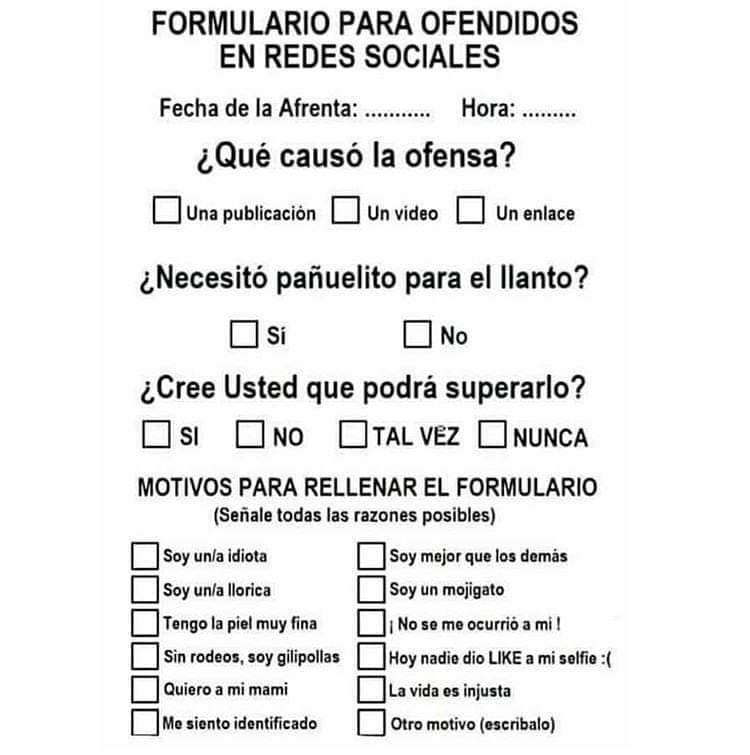 FORMULARIO PARA OFENDIDOS
EN REDES SOCIALES
Fecha de la Afrenta: ........... Hora: .........
¿Qué causó la ofensa?
Una publicación Un video Un enlace
¿Necesitó pañuelito para el llanto?
Sí No
¿Cree Usted que podrá superarlo?
SI NO TAL VEZ NUNCA
MOTIVOS PARA RELLENAR EL FORMULARIO
(Señale todas las razones posibles)
Soy un/a idiota Soy mejor que los demás
Soy un/a llorica Soy un mojigato
Tengo la piel muy fina ¡ No se me ocurrió a mi !
Sin rodeos, soy gilipollas Hoy nadie dio LIKE a mi selfie :(
Quiero a mi mami La vida es injusta
Me siento identificado Otro motivo (escribalo)